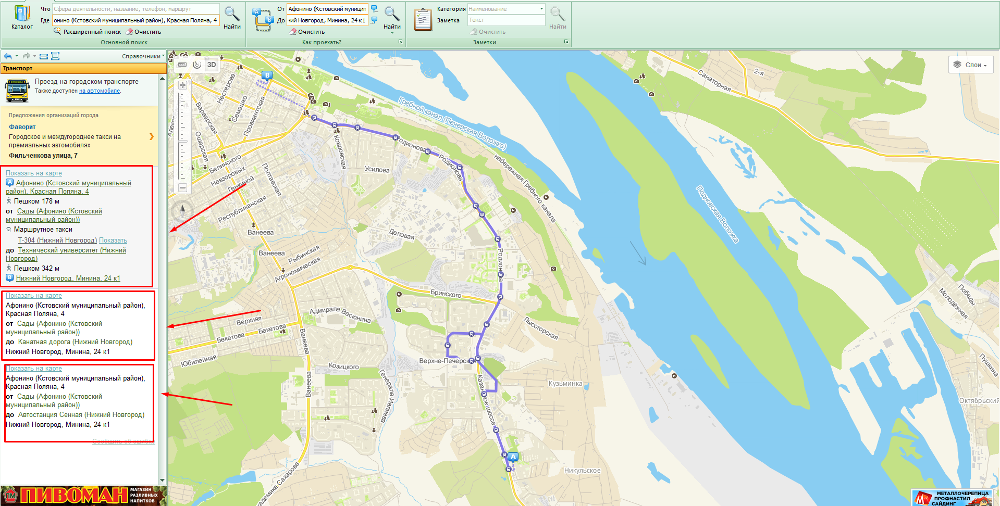 Каталог
Что Сфера деятельности, название, телефон, маршрут
Где онино (Кстовский муниципальный район), Красная Поляна, 4
Найти
Расширенный поиск Очистить
Основной поиск
От Афонино (Кстовский муницип
До ий Новгород, Минина, 24 к1
Найти
Очистить
Как проехать?
Категория Наименование
Заметка Текст
Найти
Очистить
Заметки
Справочники
Транспорт
Проезд на городском транспорте
Также доступен на автомобиле.
Предложения организаций города
Фаворит
Городское и междугороднее такси на
премиальных автомобилях
Фильченкова улица, 7
Показать на карте
A Афонино (Кстовский муниципальный
район), Красная Поляна, 4
Пешком 178 м
от Сады (Афонино (Кстовский
муниципальный район))
Маршрутное такси
Т-304 (Нижний Новгород) Показать
до Технический университет (Нижний
Новгород)
Пешком 342 м
B Нижний Новгород, Минина, 24 к1
Показать на карте
Афонино (Кстовский муниципальный район),
Красная Поляна, 4
от Сады (Афонино (Кстовский
муниципальный район))
до Канатная дорога (Нижний Новгород)
Нижний Новгород, Минина, 24 к1
Показать на карте
Афонино (Кстовский муниципальный район),
Красная Поляна, 4
от Сады (Афонино (Кстовский
муниципальный район))
до Автостанция Сенная (Нижний Новгород)
Нижний Новгород, Минина, 24 к1
Сообщить об ошибке
ПМ ПИВОМАН
МАГАЗИН
РАЗЛИВНЫХ
НАПИТКОВ
3D
Слои
B
Нестерова
Семашко
Варварская
Провиантская
Ошарская
Ковровская
Белинского
Невзоровых
Генкиной
Полтавская
Республиканская
Усилова
Родионова
Родионова
Родионова
Гребной канал (Печерская Воложка)
набережная Гребного канала
Санаторная
2-я
Подновская Воложка
Ванеева
Ванеева
Деловая
Рыбинская
Агрономическая
Бринского
Адмирала Васюнина
Верхняя
Бекетова
Бекетова
Юбилейная
Ванеева
Ванеева
Козицкого
Генерала Ивлиева
Верхне-Печёрская
Казанское шоссе
Лысогорская
Кузьминка
Никульское
A
адемика Сахарова
Победы
Молодёжная
Пушкина
Октябрьский
МЕТАЛЛОЧЕРЕПИЦА
ПРОФНАСТИЛ
САЙДИНГ